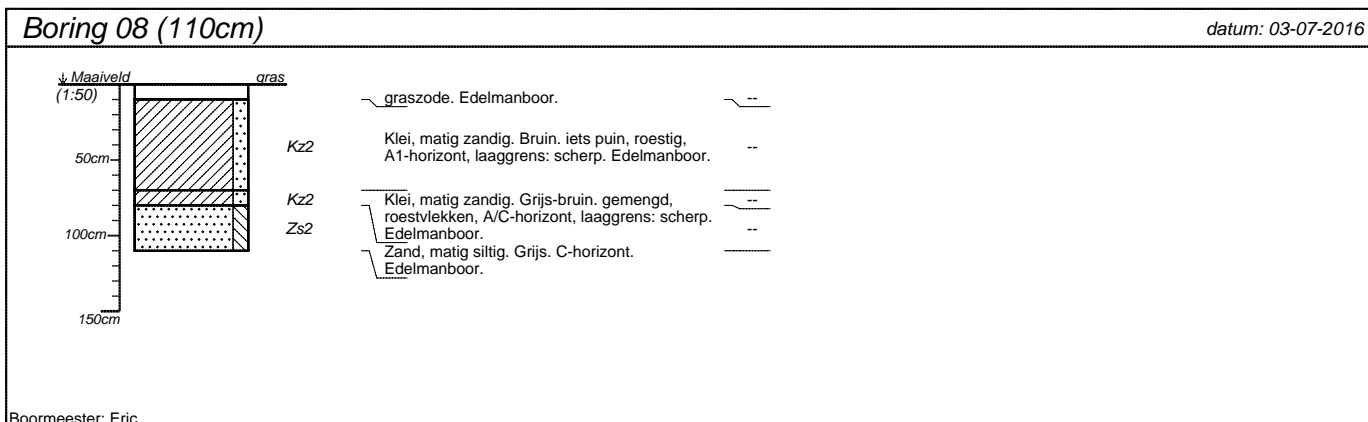 Boring 08 (110cm)
datum: 03-07-2016
Maaiveld
gras
(1:50)
graszode. Edelmanboor.
--
Kz2
Klei, matig zandig. Bruin. iets puin, roestig,
A1-horizont, laaggrens: scherp. Edelmanboor.
--
50cm
Kz2
Klei, matig zandig. Grijs-bruin. gemengd,
roestvlekken, A/C-horizont, laaggrens: scherp.
Edelmanboor.
--
Zs2
100cm
--
Zand, matig siltig. Grijs. C-horizont.
Edelmanboor.
150cm
Boormeester: Eric